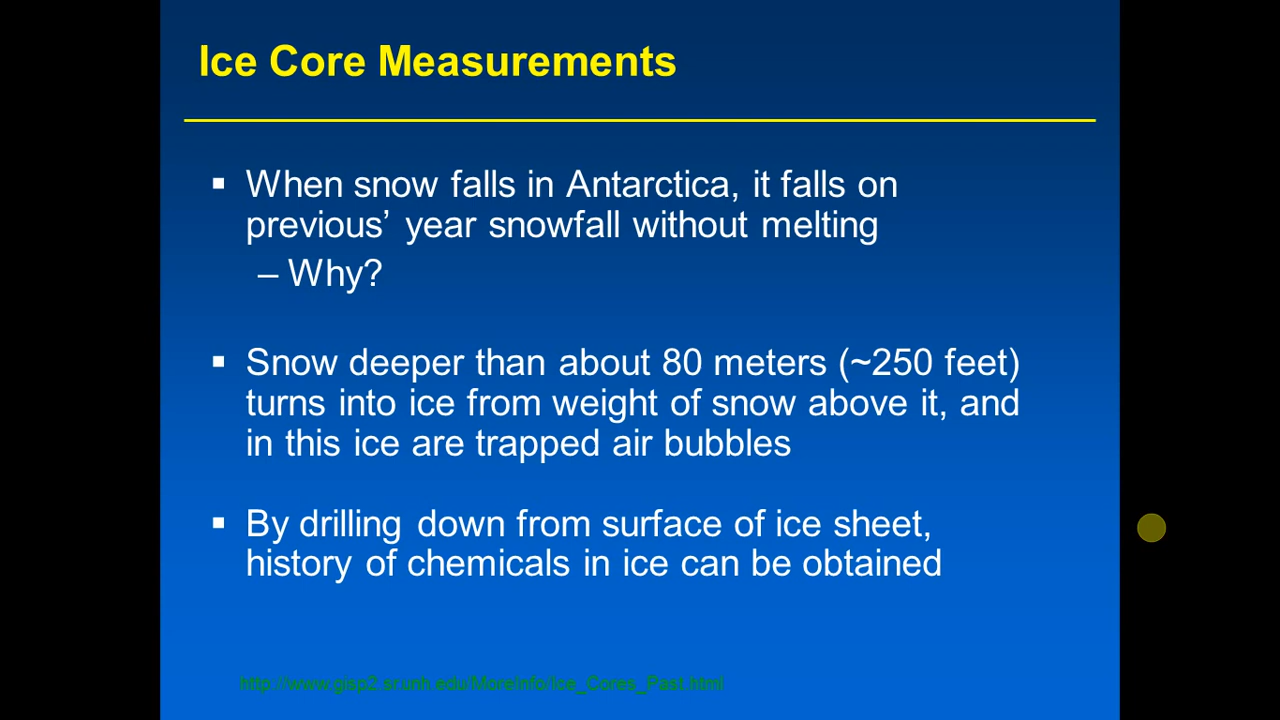 Ice Core Measurements
▪ When snow falls in Antarctica, it falls on
previous’ year snowfall without melting
– Why?
▪ Snow deeper than about 80 meters (~250 feet)
turns into ice from weight of snow above it, and
in this ice are trapped air bubbles
▪ By drilling down from surface of ice sheet,
history of chemicals in ice can be obtained
http://www.gisp2.sr.unh.edu/MoreInfo/Ice_Cores_Past.html